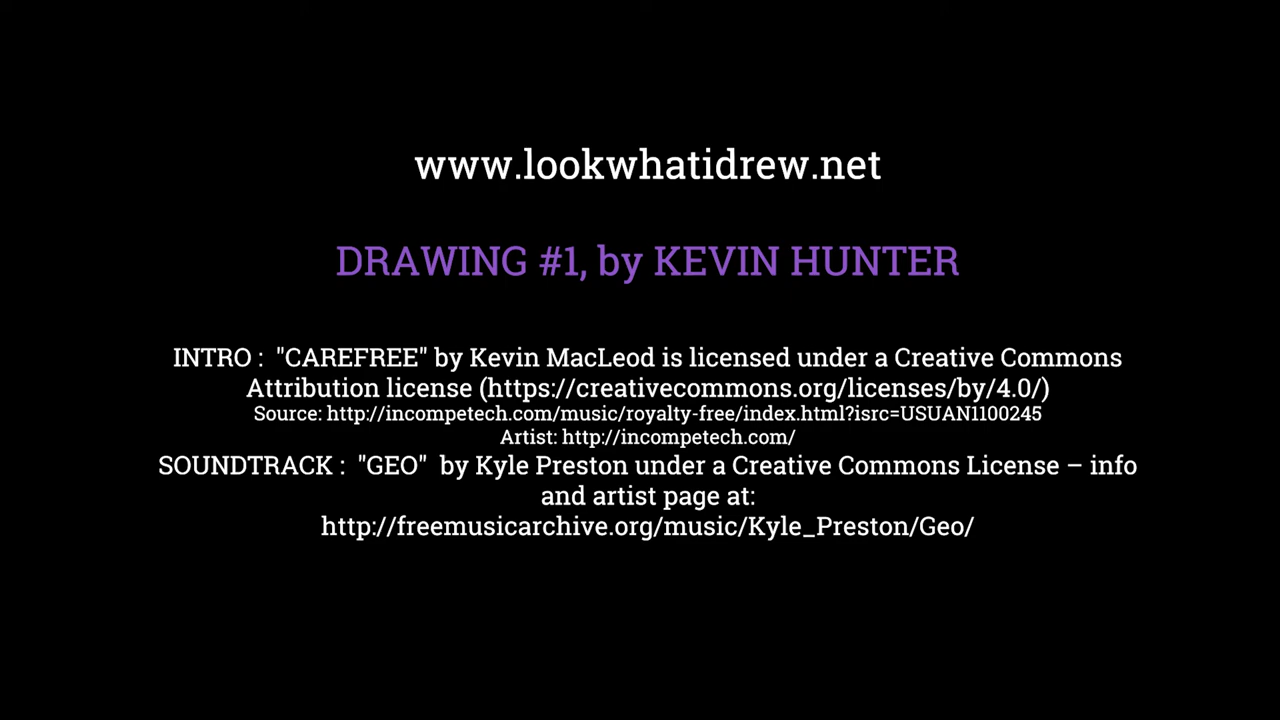 www.lookwhatidrew.net
DRAWING #1, by KEVIN HUNTER
INTRO :  "CAREFREE" by Kevin MacLeod is licensed under a Creative Commons
Attribution license (https://creativecommons.org/licenses/by/4.0/)
Source: http://incompetech.com/music/royalty-free/index.html?isrc=USUAN1100245
Artist: http://incompetech.com/
SOUNDTRACK :  "GEO"  by Kyle Preston under a Creative Commons License – info
and artist page at:
http://freemusicarchive.org/music/Kyle_Preston/Geo/